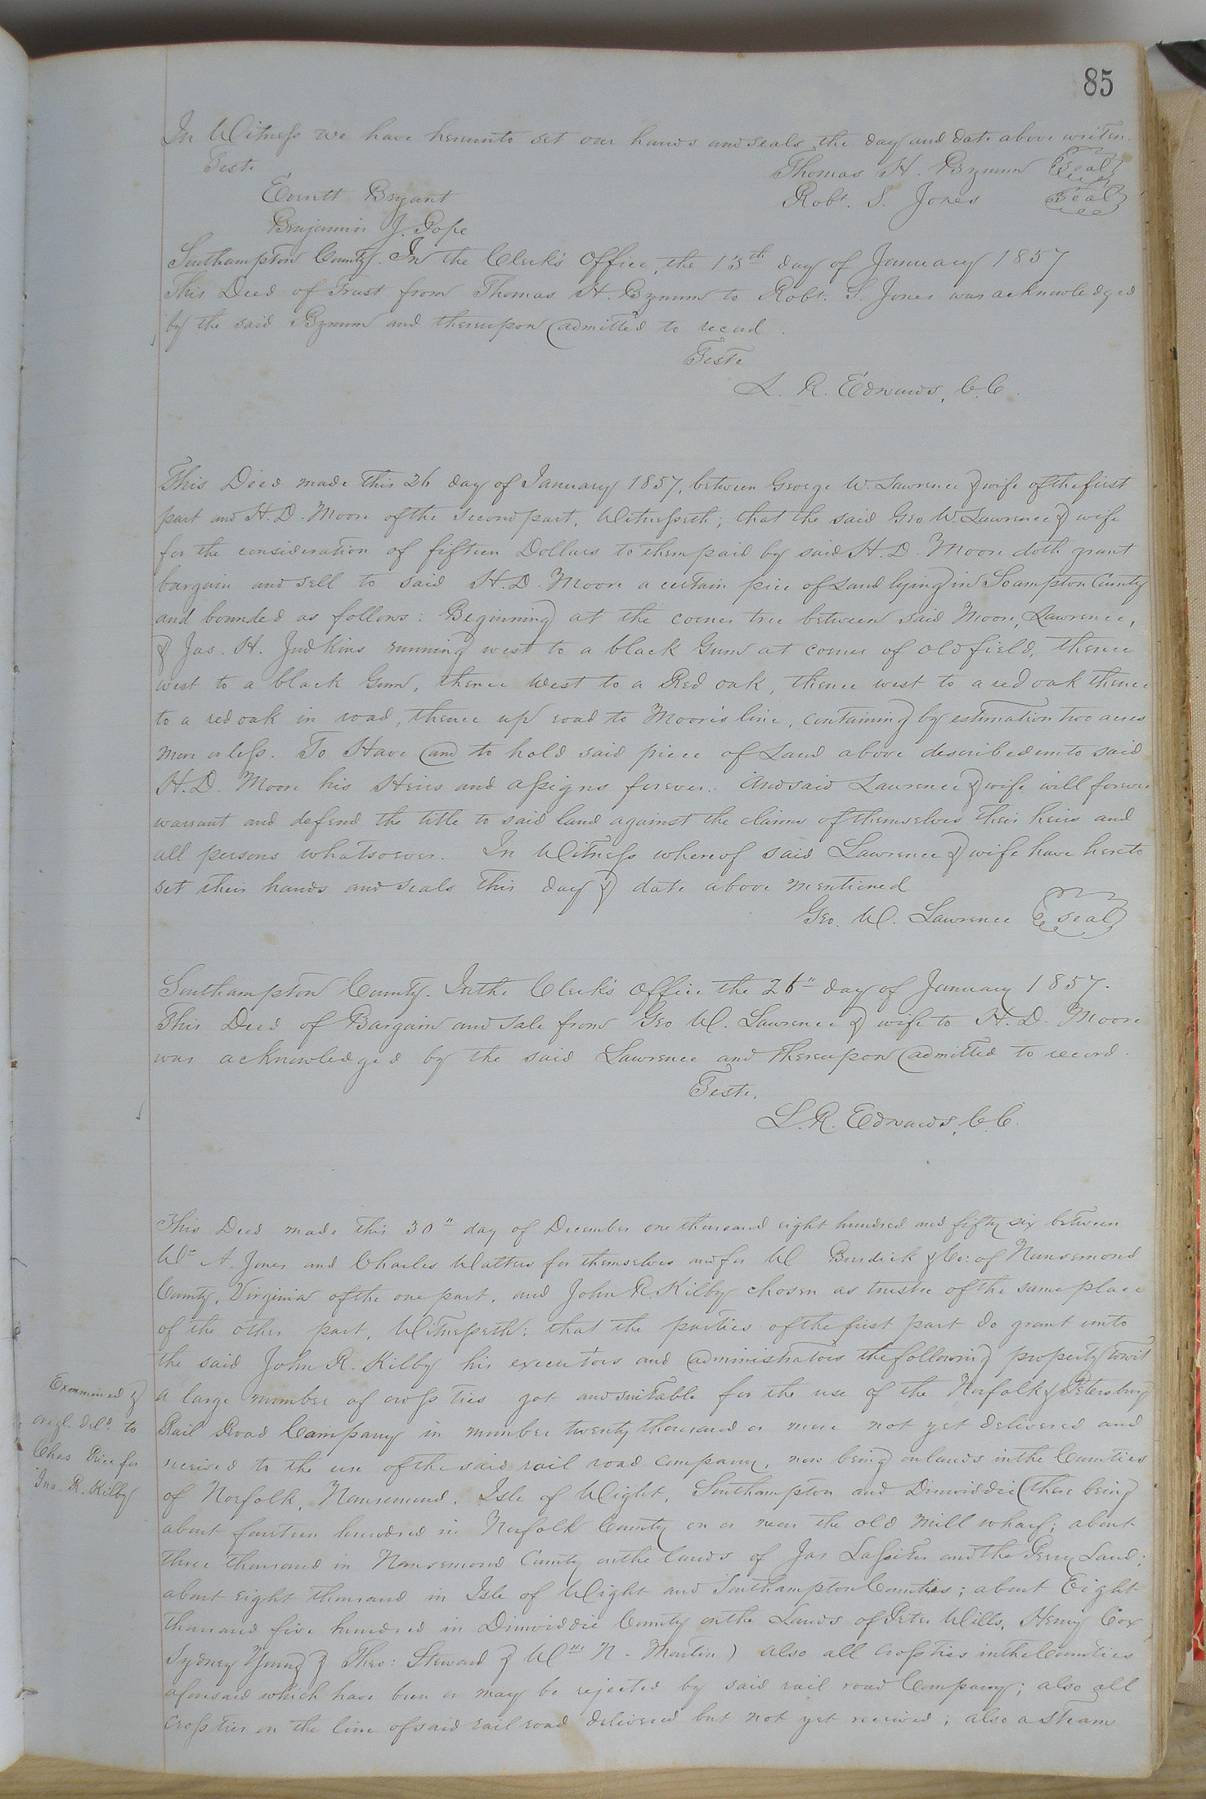 85
In Witness we have hereunto set our hands and seals the day and date above written.
Teste Thomas H. Bynum Seal
Everett Bryant Robt. S. Jones Seal
Benjamin J. Pope
Southampton County. In the Clerk's Office, the 13th day of January 1857
This Deed of Trust from Thomas H. Bynum to Robt. S. Jones was acknowledged
by the said Bynum and thereupon admitted to record.
Teste
L. R. Edwards, C.C.
This Deed made this 26 day of January 1857, between George W. Lawrence & wife of the first
part and H. D. Moore of the second part, Witnesseth; that the said Geo W. Lawrence & wife
for the consideration of fifteen Dollars to them paid by said H. D. Moore doth grant
bargain and sell to said H. D. Moore a certain piece of Land lying in Southampton County
and bounded as follows: Beginning at the corner tree between said Moore, Lawrence,
& Jas. H. Judkins running west to a black Gum at corner of old field, thence
west to a black Gum, thence West to a Red oak, thence west to a red oak thence
to a red oak in road, thence up road to Moore's line, containing by estimation two acres
more or less. To Have and to hold said piece of Land above described unto said
H. D. Moore his Heirs and assigns forever. And said Lawrence & wife will forever
warrant and defend the title to said land against the claims of themselves their heirs and
all persons whatsoever. In Witness whereof said Lawrence & wife have hereto
set their hands and seals this day & date above mentioned
Geo. W. Lawrence Seal
Southampton County. In the Clerk's Office the 26" day of January 1857.
This Deed of Bargain and Sale from Geo W. Lawrence & wife to H. D. Moore
was acknowledged by the said Lawrence and thereupon admitted to record.
Teste.
L. R. Edwards, C.C.
This Deed made this 30" day of December one thousand eight hundred and fifty six between
Wm A. Jones and Charles Watters for themselves and for W Burdick & Co: of Nansemond
County, Virginia of the one part, and John R. Kilby chosen as trustee of the same place
of the other part, Witnesseth: that the parties of the first part do grant unto
the said John R. Kilby his executors and administrators the following property towit
a large number of cross ties got and suitable for the use of the Norfolk & Petersburg
Rail Road Company in number twenty thousand or more not yet delivered and
received to the use of the said rail road company, now being on lands in the Counties
of Norfolk, Nansemond, Isle of Wight, Southampton and Dinwiddie (there being
about fourteen hundred in Norfolk County on or near the old Mill wharf; about
three thousand in Nansemond County on the lands of Jas Lassiter and the Perry Land;
about eight thousand in Isle of Wight and Southampton Counties; about Eight
thousand five hundred in Dinwiddie County on the Lands of Peter Wills, Henry Cox
Sydney Young & Theo: Steward & Wm N. Martin) also all cross ties in the Counties
aforesaid which have been or may be rejected by said rail road Company; also all
cross ties on the line of said rail road delivered but not yet received; also a steam
Examined &
origl. deld. to
Chas for
Jno. R. Kilby